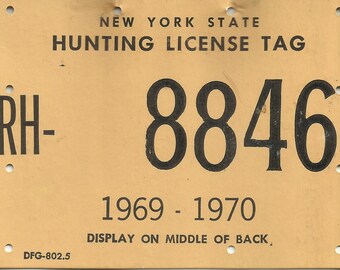 NEW YORK STATE
HUNTING LICENSE TAG
RH- 8846
1969 - 1970
DISPLAY ON MIDDLE OF BACK
DFG-802.5